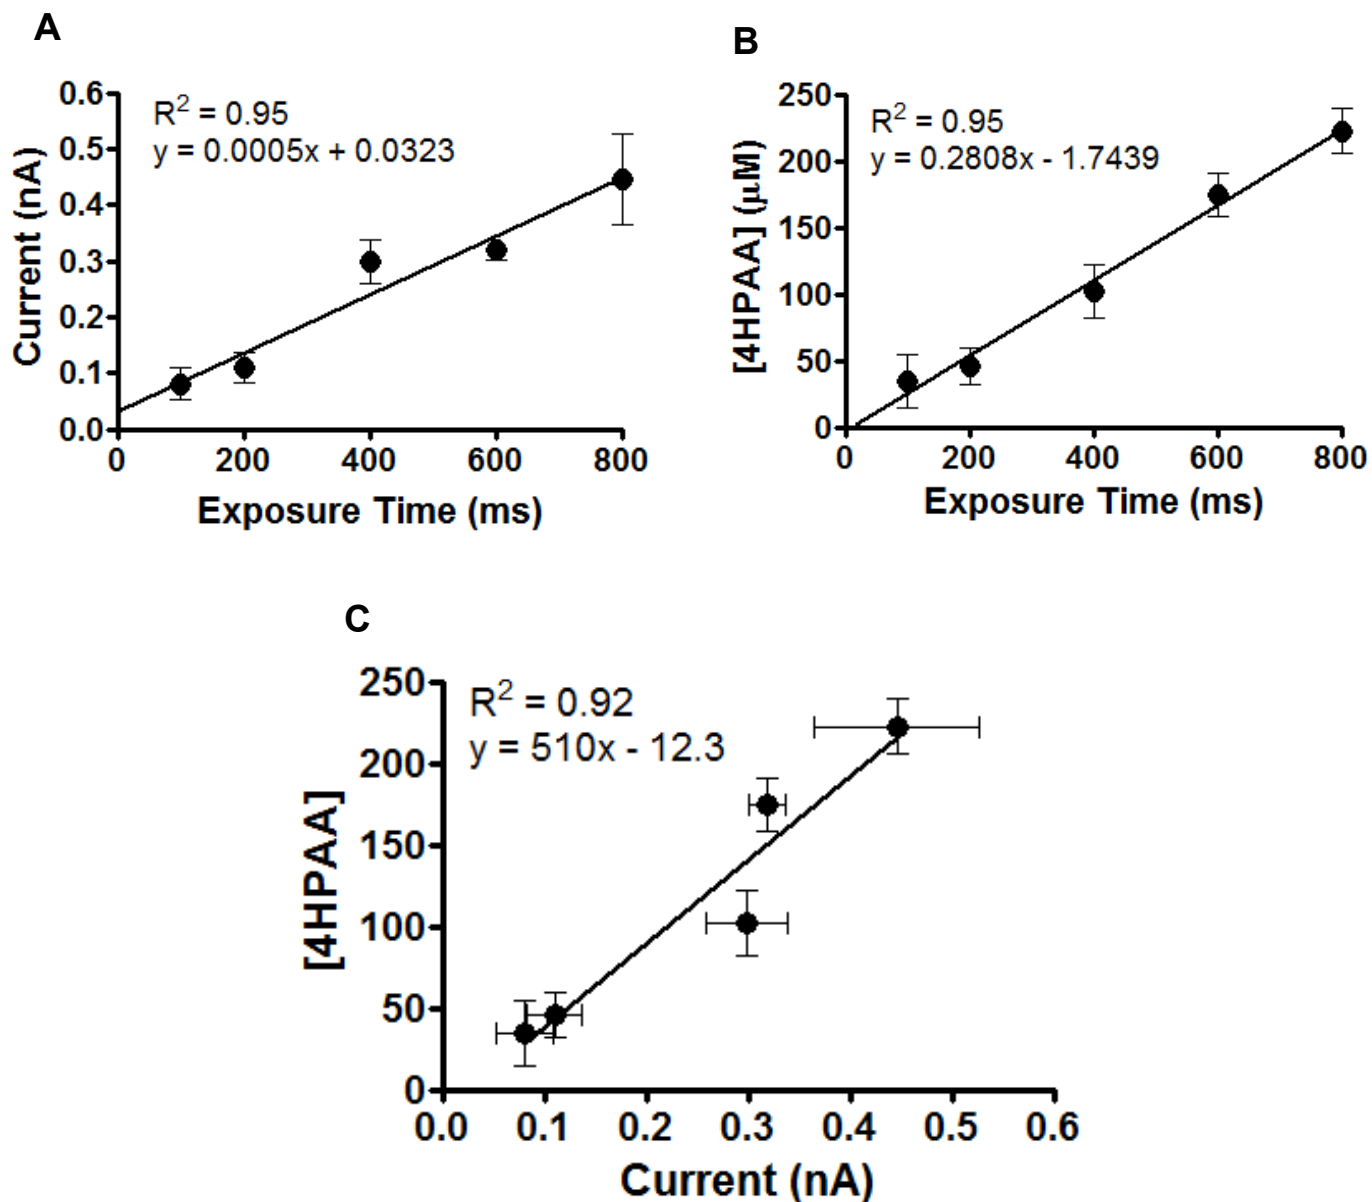 A
R² = 0.95
y = 0.0005x + 0.0323
Current (nA)
0.6
0.5
0.4
0.3
0.2
0.1
0.0
0 200 400 600 800
Exposure Time (ms)
B
R² = 0.95
y = 0.2808x - 1.7439
[4HPAA] (μM)
250
200
150
100
50
0
0 200 400 600 800
Exposure Time (ms)
C
R² = 0.92
y = 510x - 12.3
[4HPAA]
250
200
150
100
50
0
0.0 0.1 0.2 0.3 0.4 0.5 0.6
Current (nA)